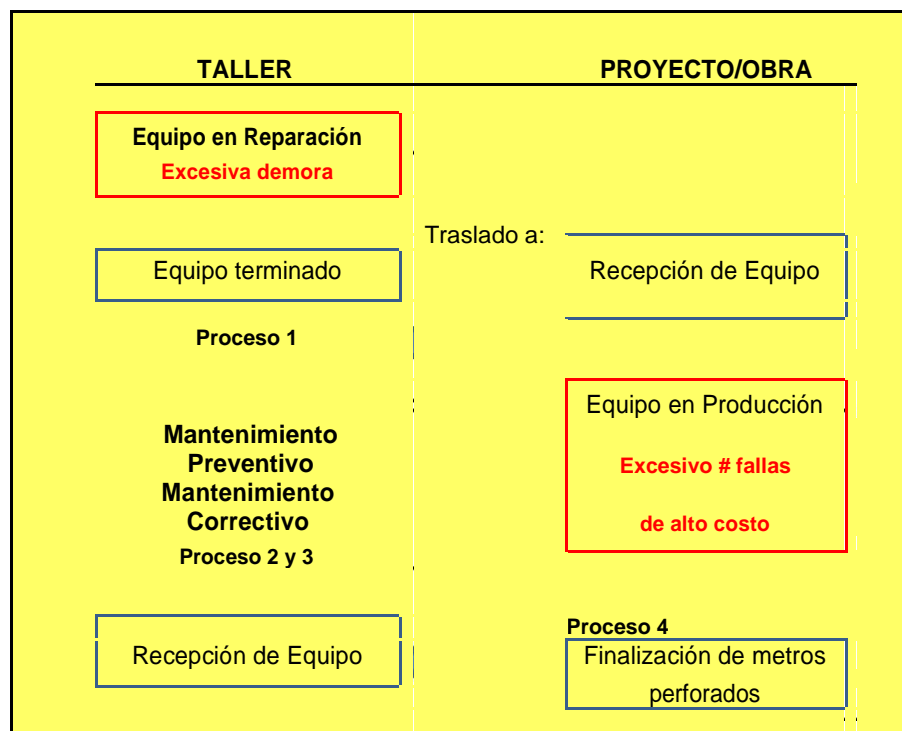 TALLER
PROYECTO/OBRA
Equipo en Reparación
Excesiva demora
Traslado a:
Equipo terminado
Recepción de Equipo
Proceso 1
Equipo en Producción
Mantenimiento
Preventivo
Mantenimiento
Correctivo
Excesivo # fallas
de alto costo
Proceso 2 y 3
Proceso 4
Recepción de Equipo
Finalización de metros
perforados